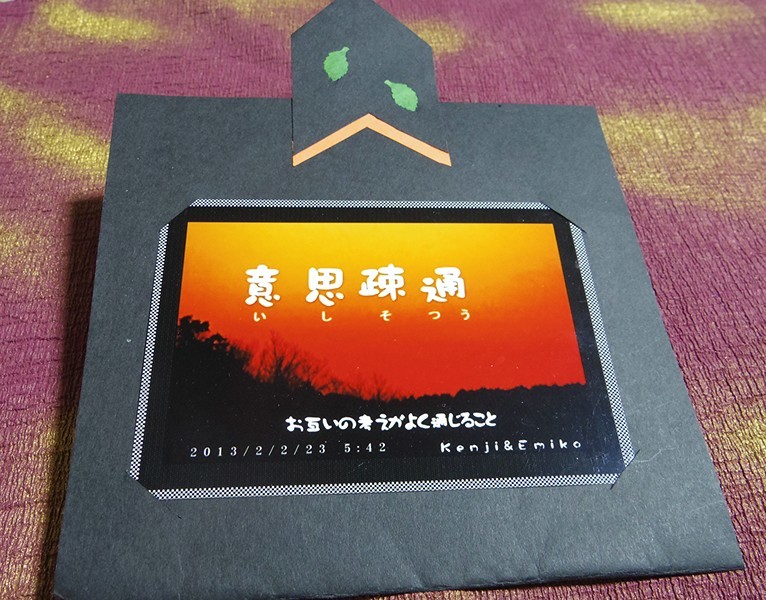 意思疎通
いしそつう
お互いの考えがよく通じること
2013/2/2/23 5:42 Kenji&Emiko